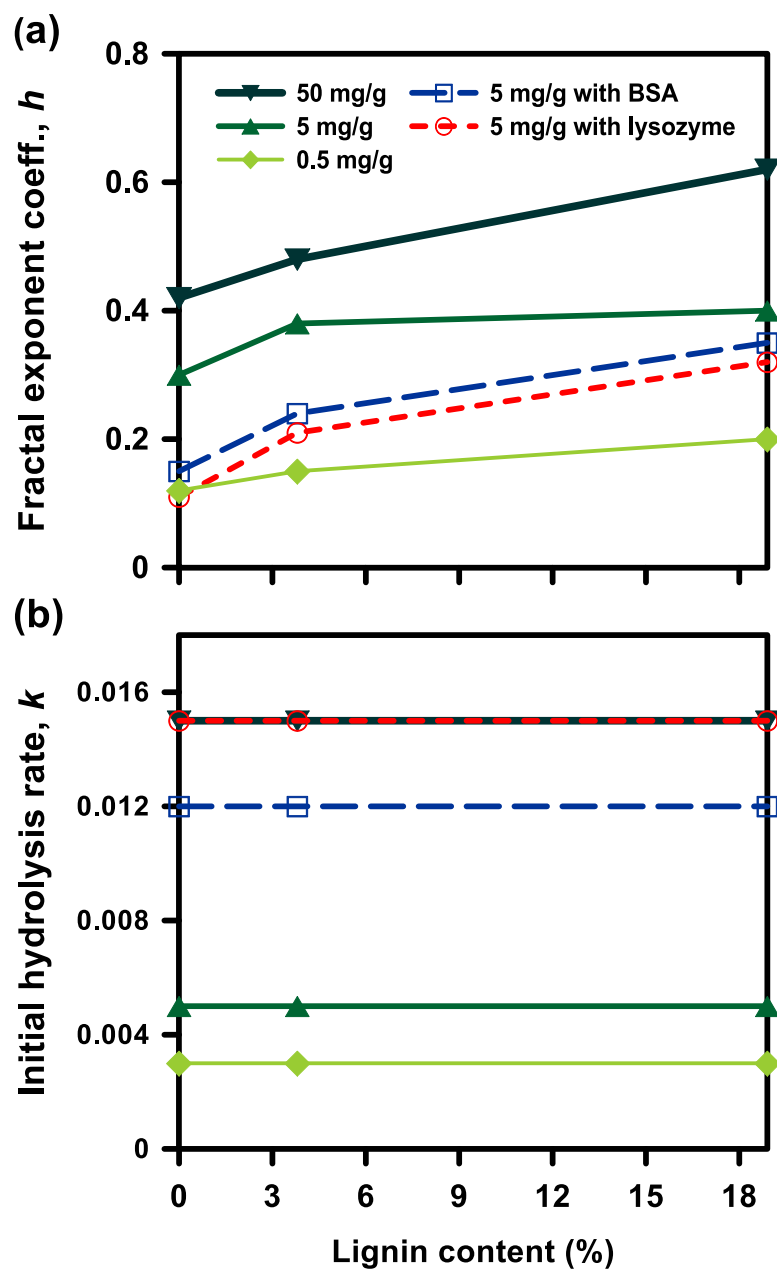 (a)
Fractal exponent coeff., h
0.8
0.6
0.4
0.2
0
50 mg/g
5 mg/g
0.5 mg/g
5 mg/g with BSA
5 mg/g with lysozyme
(b)
Initial hydrolysis rate, k
0.016
0.012
0.008
0.004
0
0 3 6 9 12 15 18
Lignin content (%)